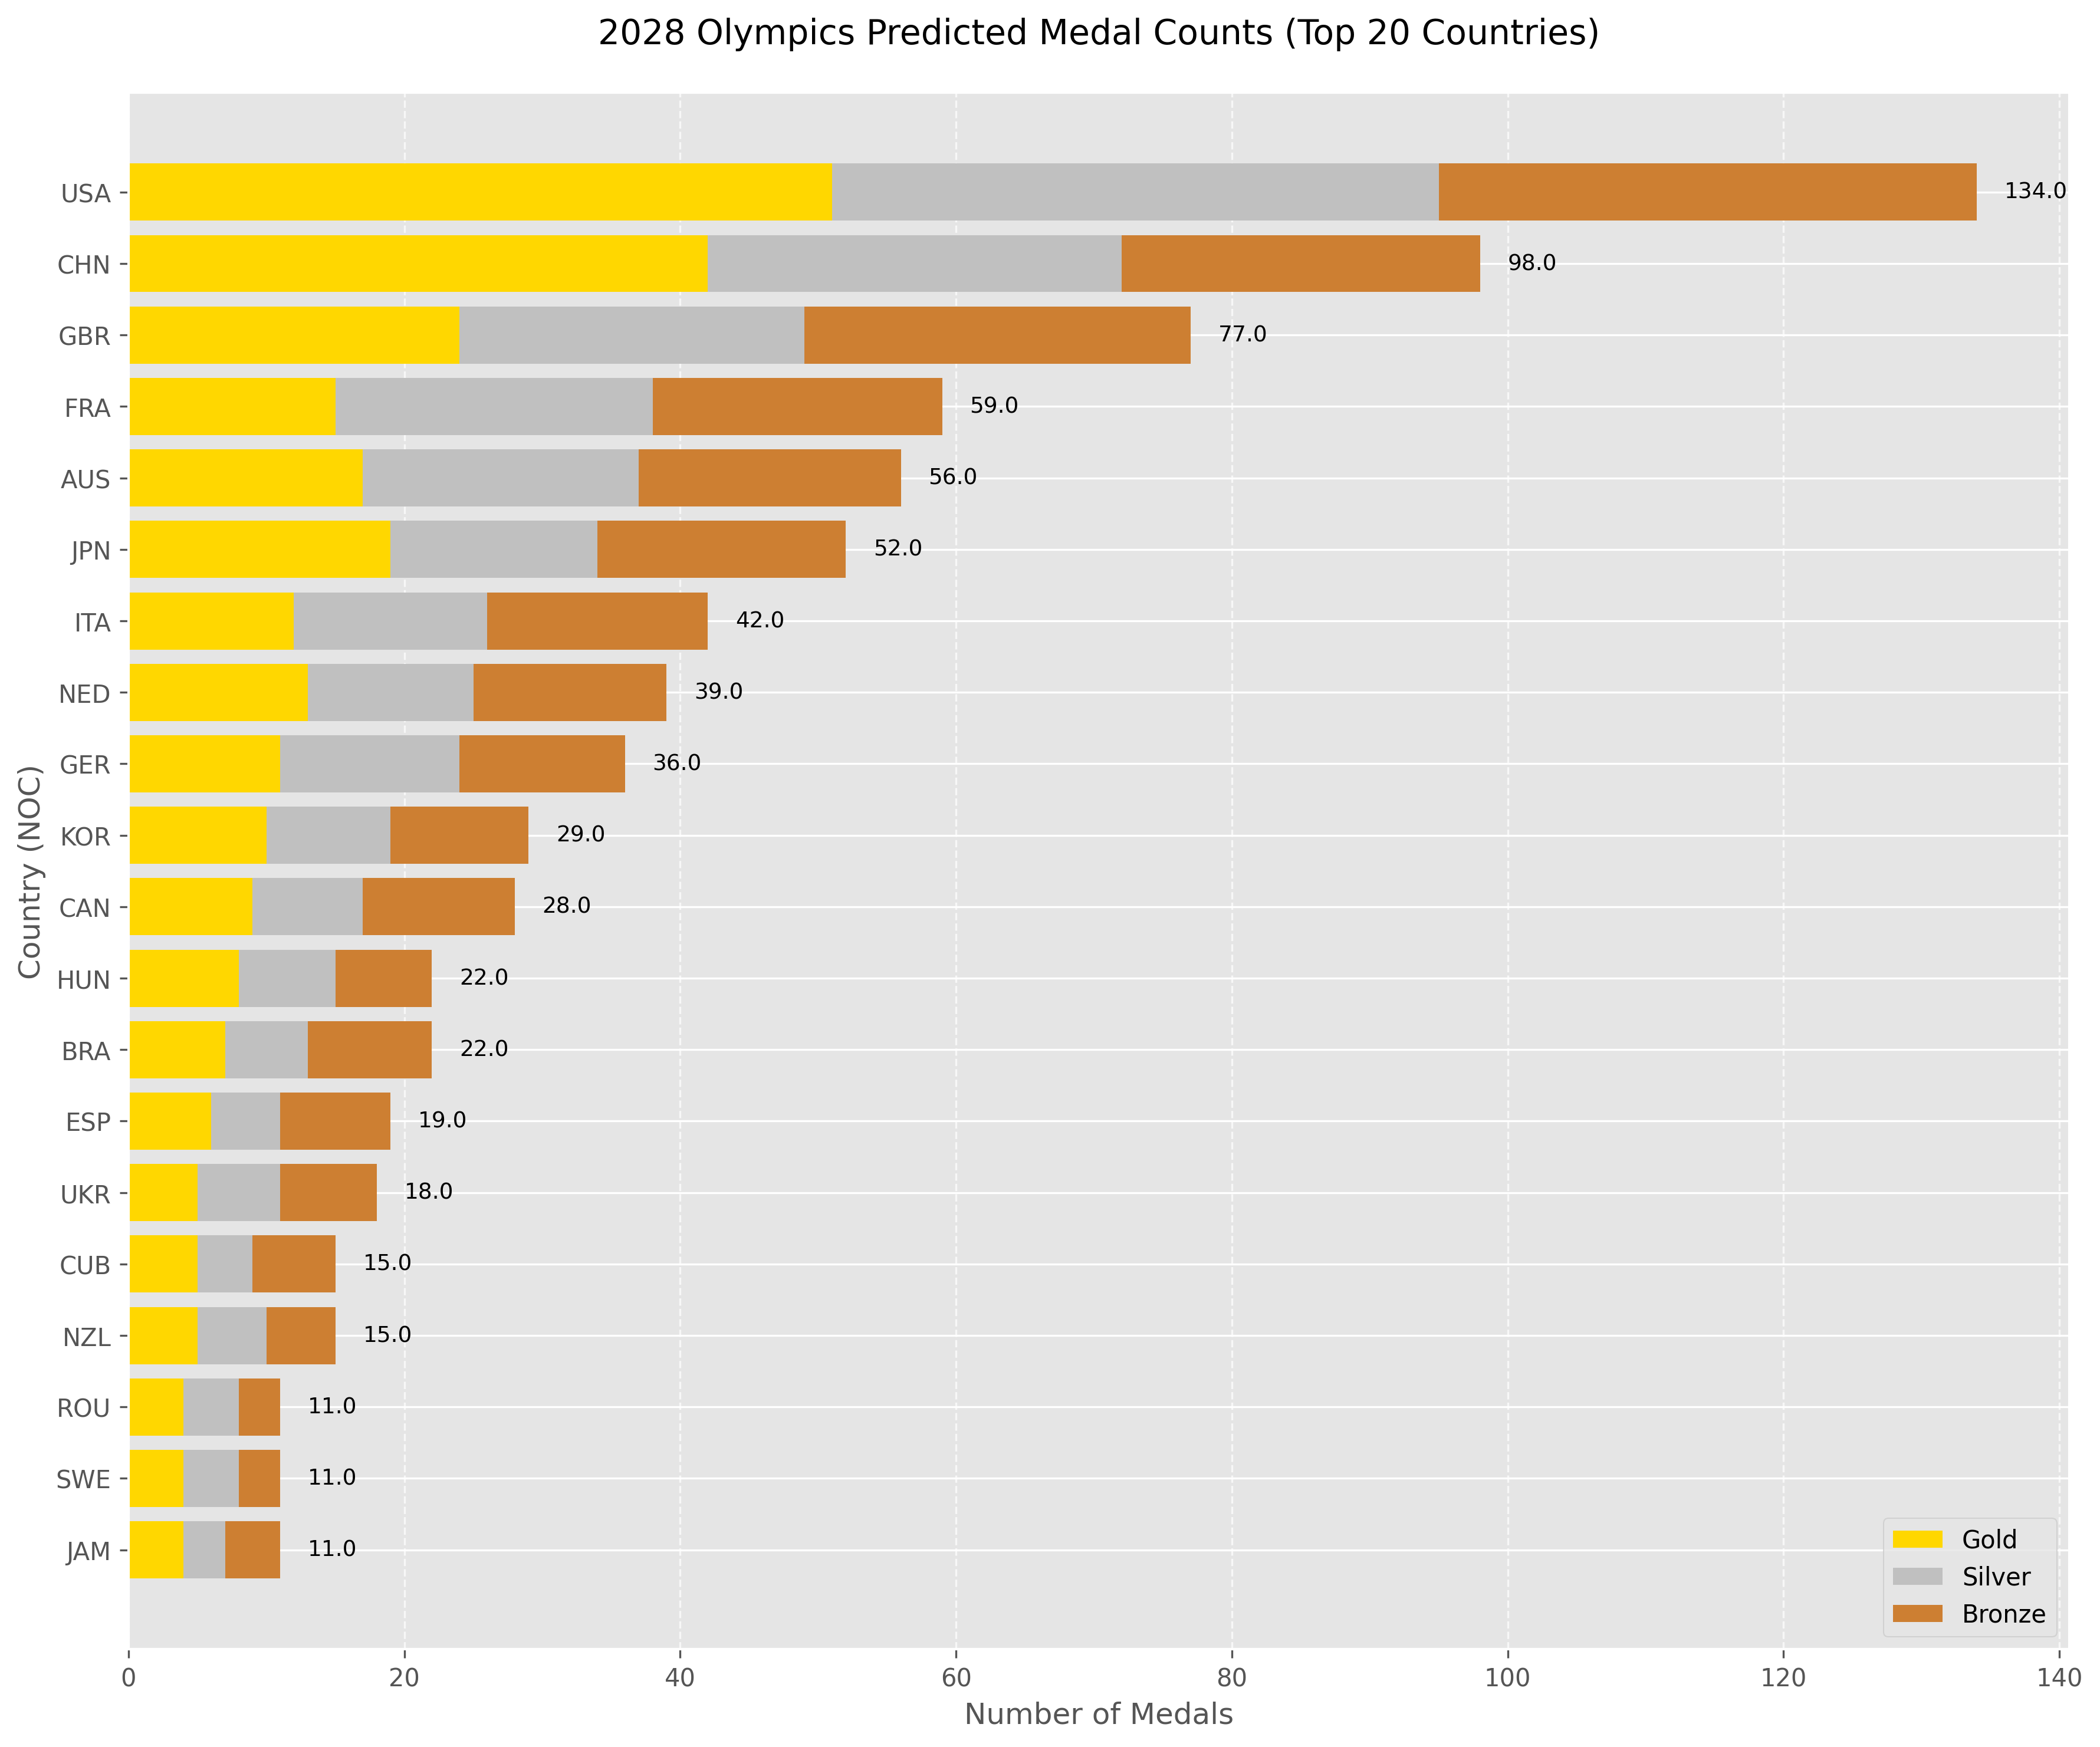 2028 Olympics Predicted Medal Counts (Top 20 Countries)
Country (NOC)
USA 134.0
CHN 98.0
GBR 77.0
FRA 59.0
AUS 56.0
JPN 52.0
ITA 42.0
NED 39.0
GER 36.0
KOR 29.0
CAN 28.0
HUN 22.0
BRA 22.0
ESP 19.0
UKR 18.0
CUB 15.0
NZL 15.0
ROU 11.0
SWE 11.0
JAM 11.0
Gold
Silver
Bronze
0 20 40 60 80 100 120 140
Number of Medals